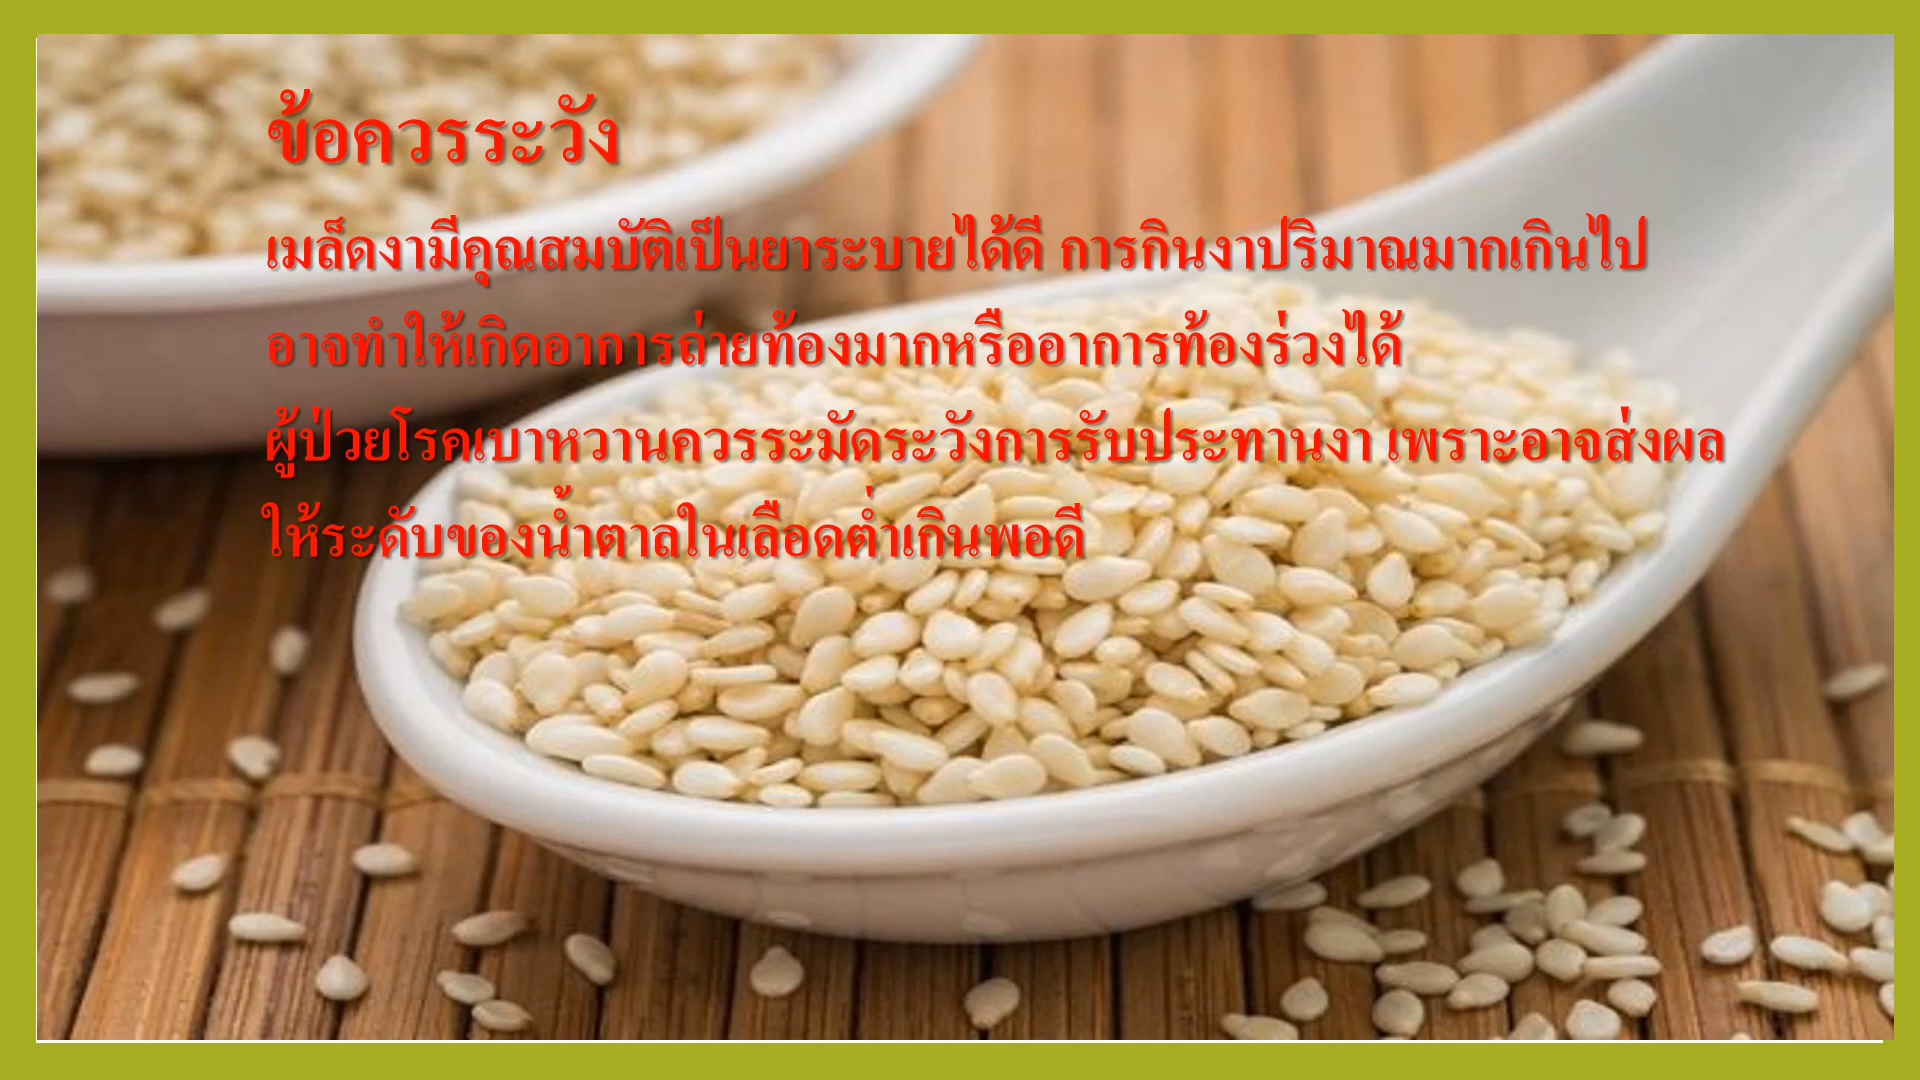 ข้อควรระวัง
เมล็ดงามีคุณสมบัติเป็นยาระบายได้ดี การกินงาปริมาณมากเกินไป
อาจทำให้เกิดอาการถ่ายท้องมากหรืออาการท้องร่วงได้
ผู้ป่วยโรคเบาหวานควรระมัดระวังการรับประทานงา เพราะอาจส่งผล
ให้ระดับของน้ำตาลในเลือดต่ำเกินพอดี